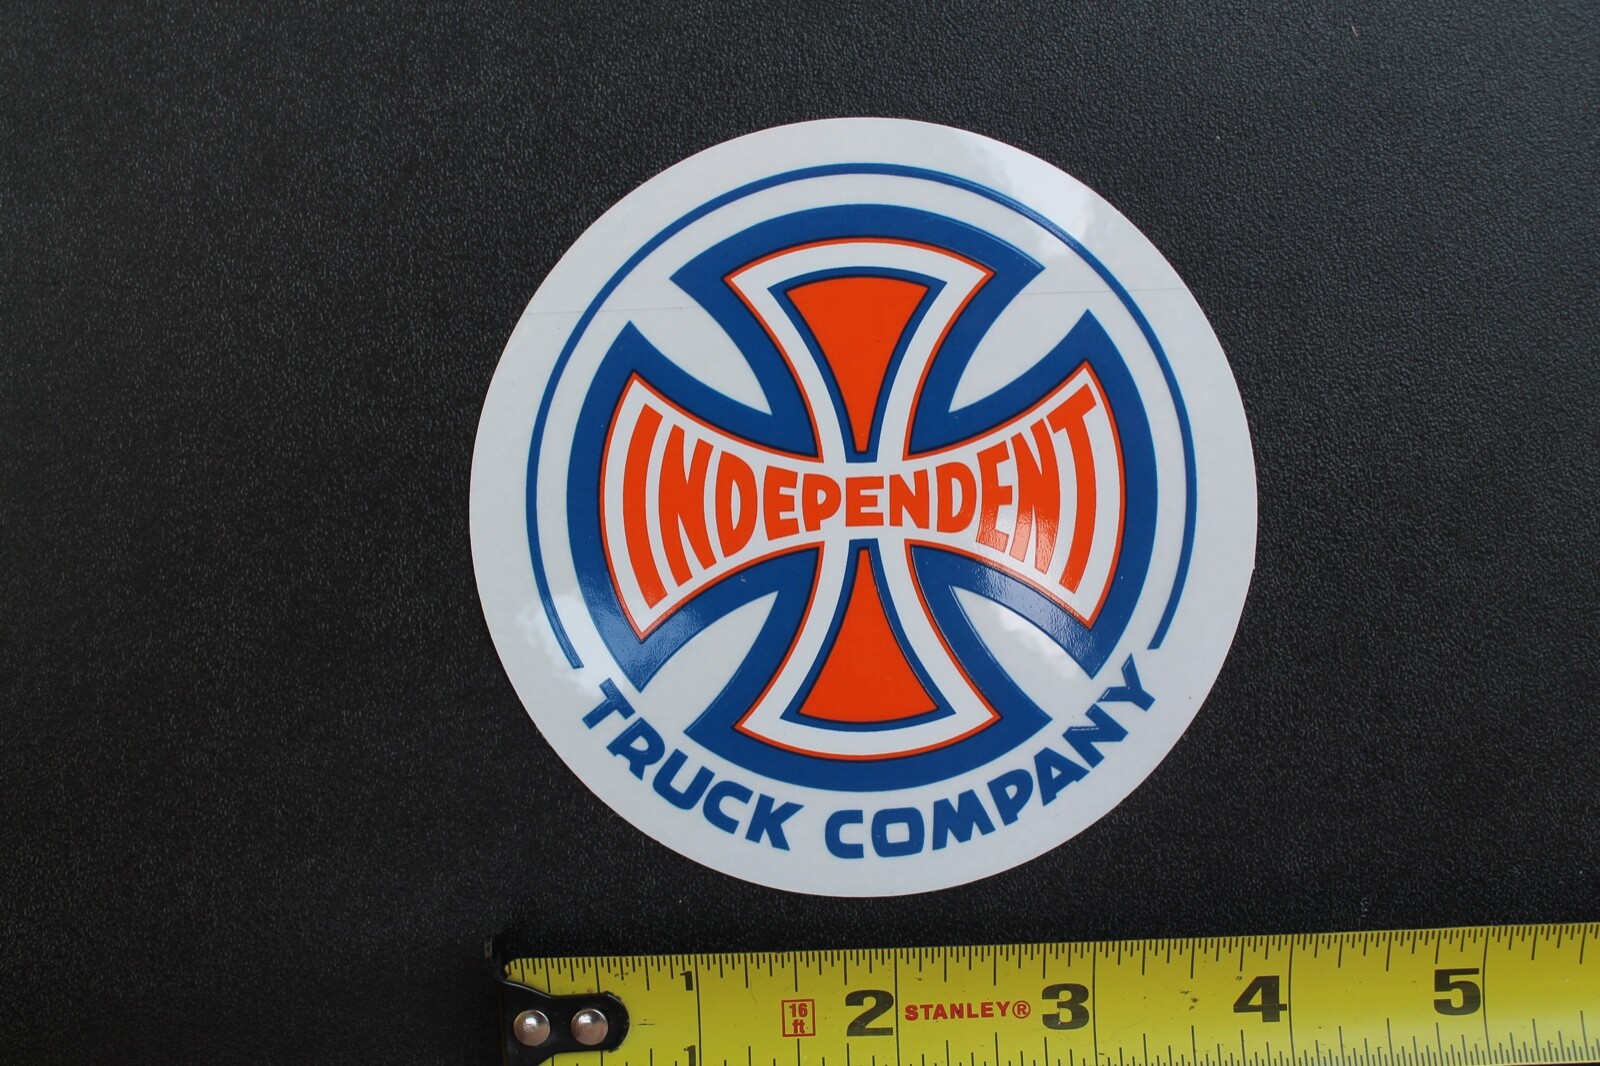 INDEPENDENT
TRUCK COMPANY
1 16 ft 2 STANLEY® 3 4 5